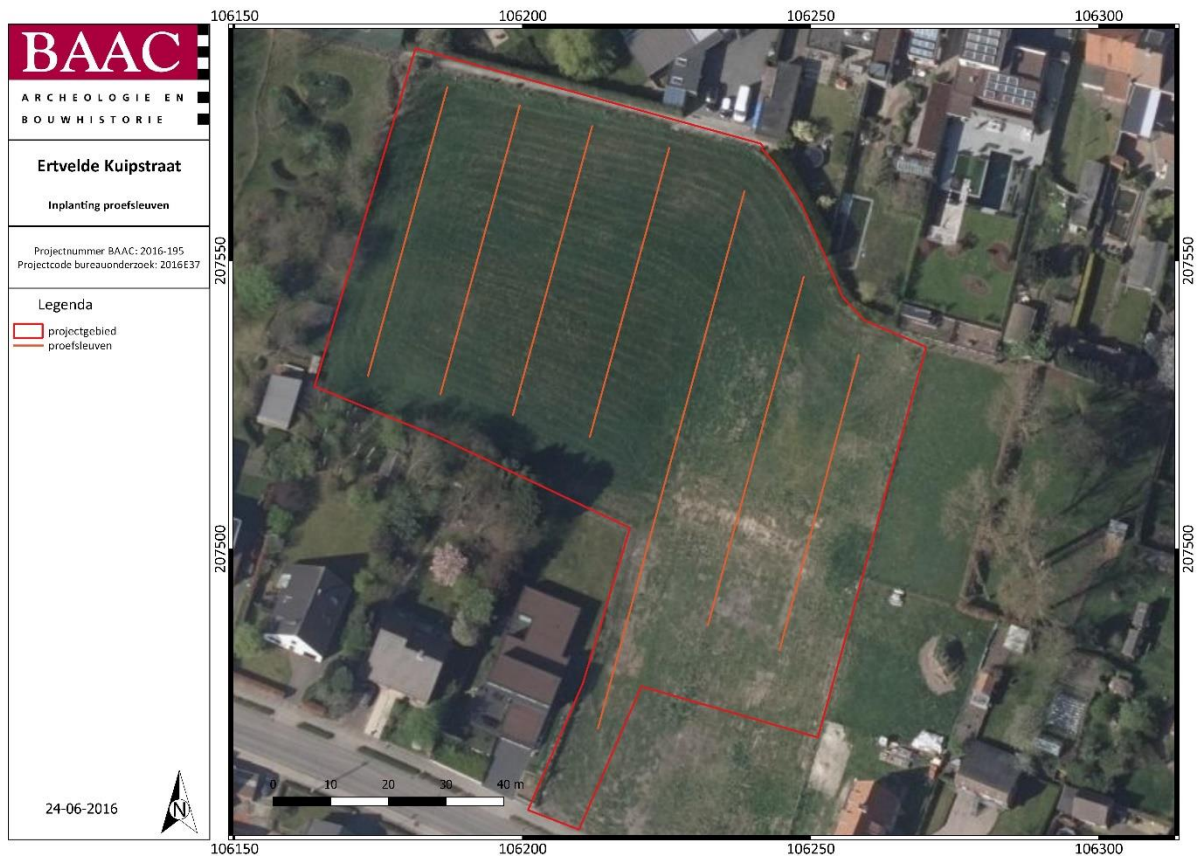 BAAC
ARCHEOLOGIE EN
BOUWHISTORIE
Ertvelde Kuipstraat
Inplanting proefsleuven
Projectnummer BAAC: 2016-195
Projectcode bureauonderzoek: 2016E37
Legenda
projectgebied
proefsleuven
24-06-2016
N
106150
106200
106250
106300
207550
207500
207550
207500
0 10 20 30 40 m
106150
106200
106250
106300